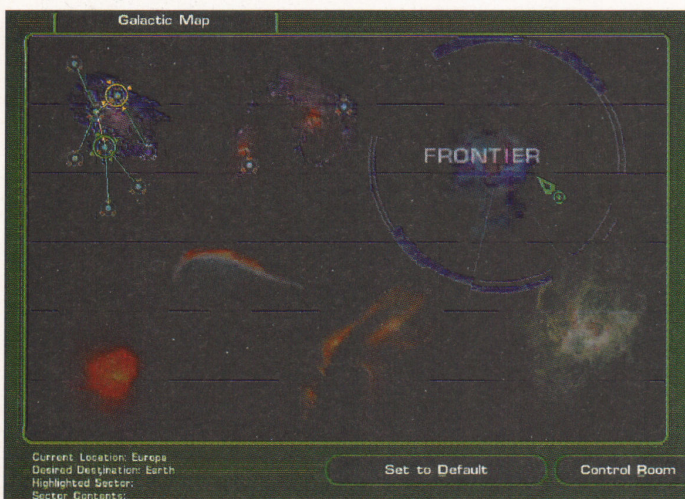 Galactic Map
FRONTIER
Current Location: Europa
Desired Destination: Earth
Highlighted Sector:
Sector Contents:
Set to Default
Control Room